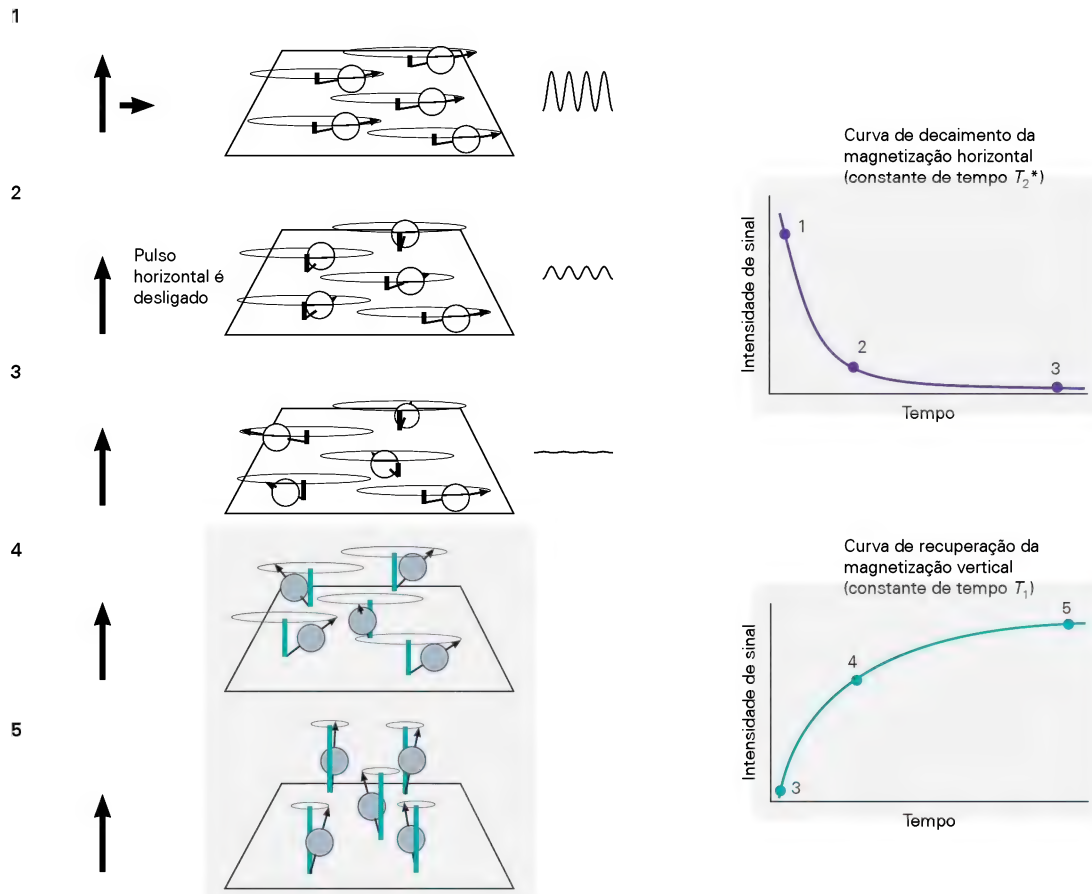 1
2
Pulso
horizontal é
desligado
3
4
5
Curva de decaimento da
magnetização horizontal
(constante de tempo T2*)
Intensidade de sinal
1
2
3
Tempo
Curva de recuperação da
magnetização vertical
(constante de tempo T1)
Intensidade de sinal
5
4
3
Tempo